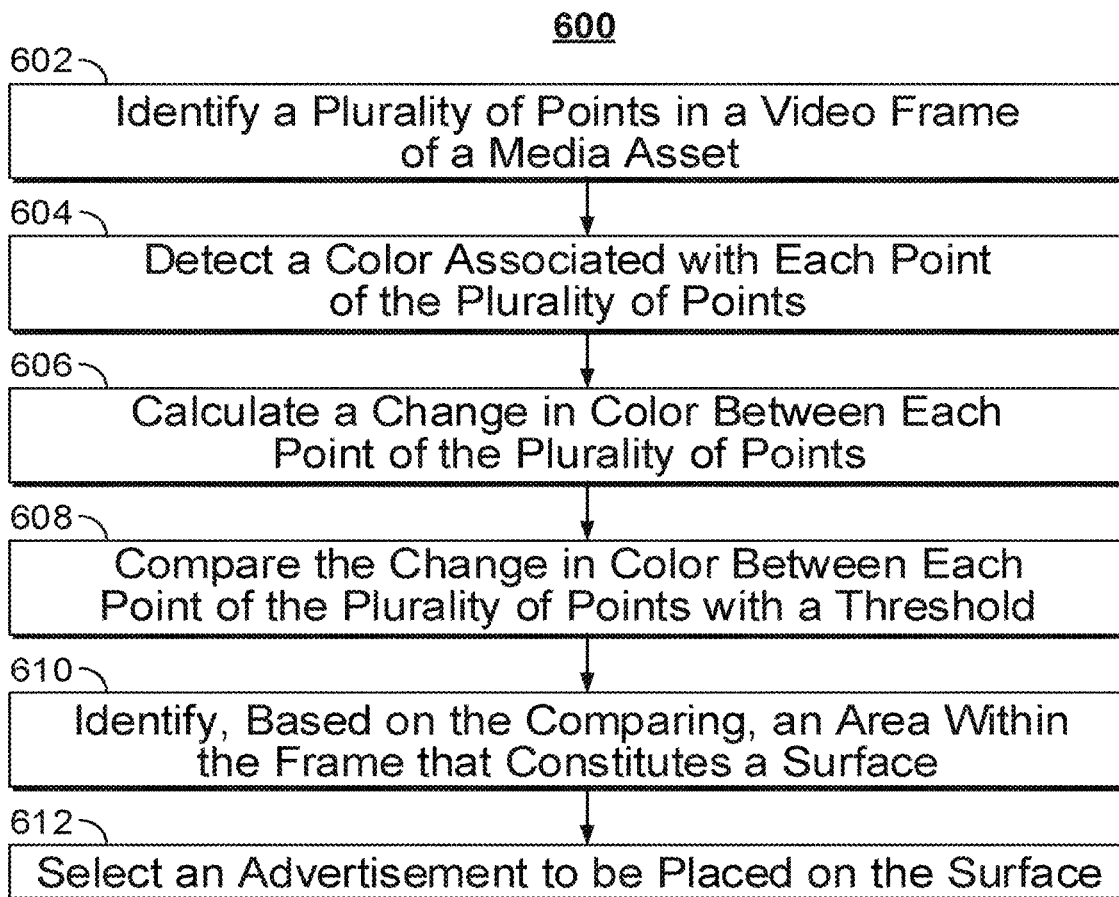 600
602
Identify a Plurality of Points in a Video Frame
of a Media Asset
604
Detect a Color Associated with Each Point
of the Plurality of Points
606
Calculate a Change in Color Between Each
Point of the Plurality of Points
608
Compare the Change in Color Between Each
Point of the Plurality of Points with a Threshold
610
Identify, Based on the Comparing, an Area Within
the Frame that Constitutes a Surface
612
Select an Advertisement to be Placed on the Surface